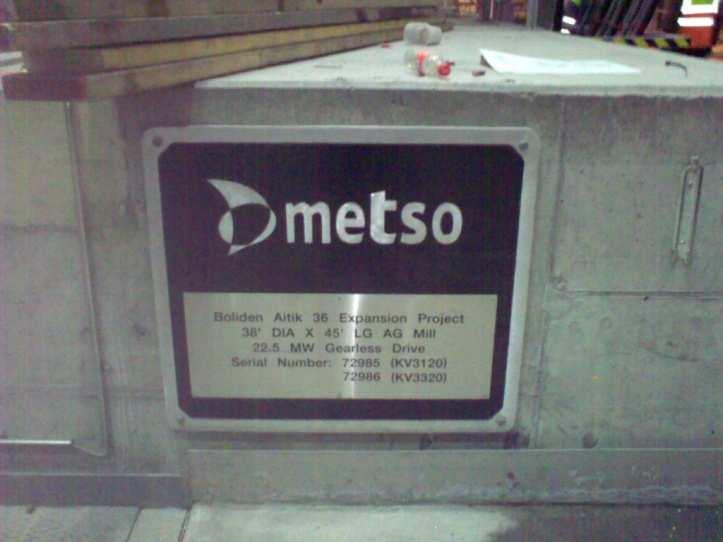 metso
Boliden Aitik 36 Expansion Project
38' DIA X 45' LG AG Mill
22.5 MW Gearless Drive
Serial Number: 72985 (KV3120)
72986 (KV3320)